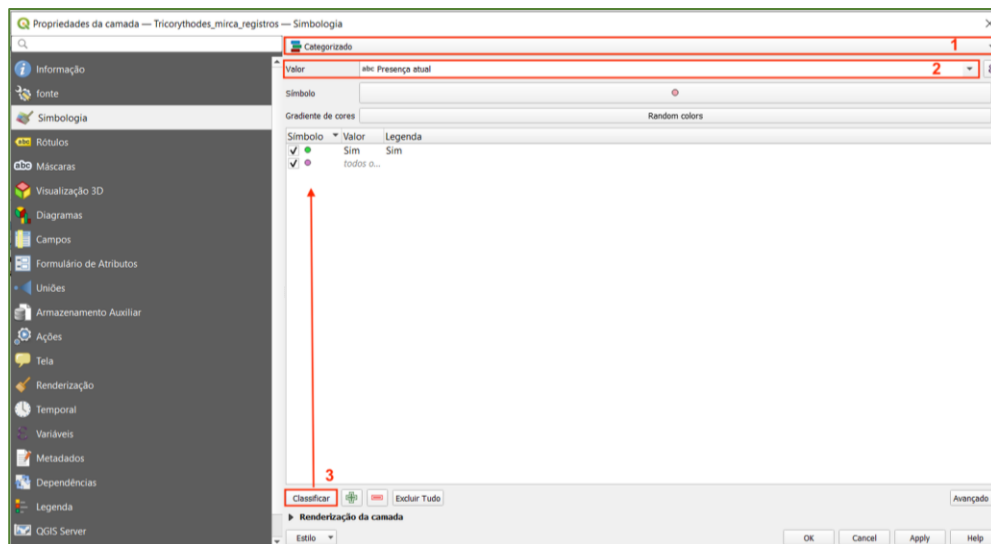 Propriedades da camada — Tricorythodes_mirca_registros — Simbologia
Informação
fonte
Simbologia
abc Rótulos
abc Máscaras
Visualização 3D
Diagramas
Campos
Formulário de Atributos
Uniões
Armazenamento Auxiliar
Ações
Tela
Renderização
Temporal
Variáveis
Metadados
Dependências
Legenda
QGIS Server
Categorizado 1
Valor abc Presença atual 2
Símbolo
Gradiente de cores Random colors
Símbolo Valor Legenda
Sim Sim
todos o...
3
Classificar Excluir Tudo Avançado
Renderização da camada
Estilo OK Cancel Apply Help